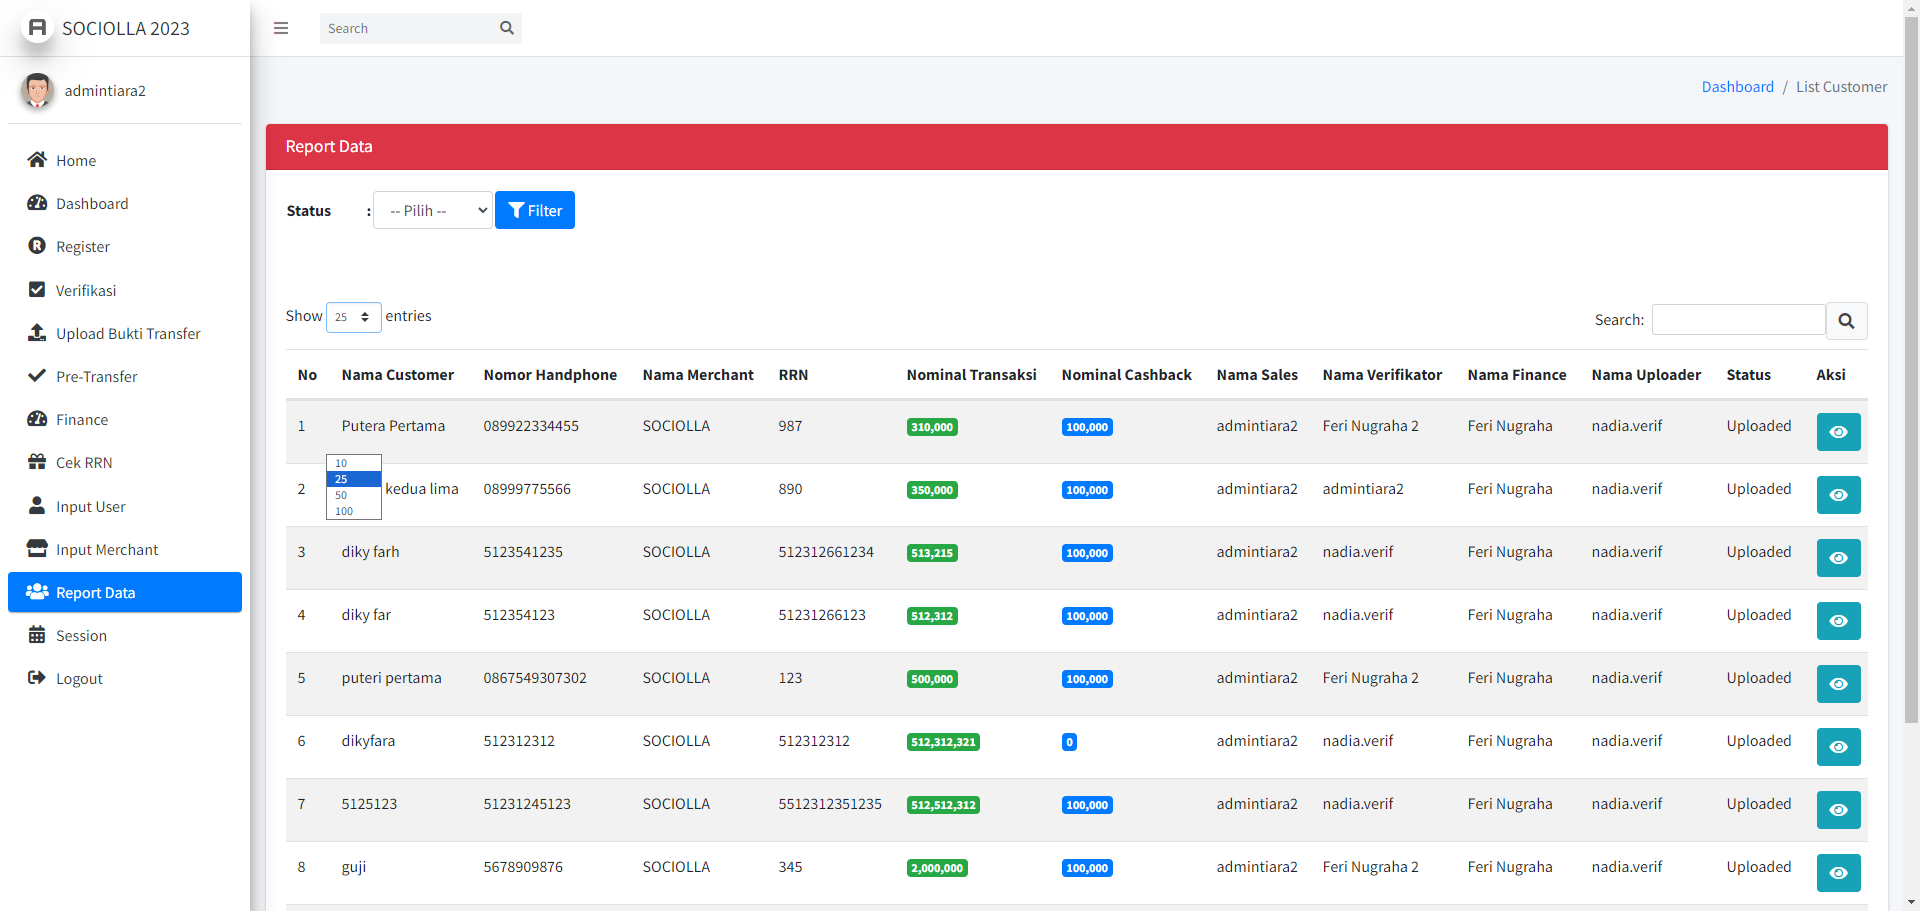 SOCIOLLA 2023
Search
admintiara2
Dashboard / List Customer
Home
Dashboard
Register
Verifikasi
Upload Bukti Transfer
Pre-Transfer
Finance
Cek RRN
Input User
Input Merchant
Report Data
Session
Logout
Report Data
Status : -- Pilih -- Filter
Show 25 entries
Search:
No Nama Customer Nomor Handphone Nama Merchant RRN Nominal Transaksi Nominal Cashback Nama Sales Nama Verifikator Nama Finance Nama Uploader Status Aksi
1 Putera Pertama 089922334455 SOCIOLLA 987 310,000 100,000 admintiara2 Feri Nugraha 2 Feri Nugraha nadia.verif Uploaded
10
25
50
100
2 kedua lima 08999775566 SOCIOLLA 890 350,000 100,000 admintiara2 admintiara2 Feri Nugraha nadia.verif Uploaded
3 diky farh 5123541235 SOCIOLLA 512312661234 513,215 100,000 admintiara2 nadia.verif Feri Nugraha nadia.verif Uploaded
4 diky far 512354123 SOCIOLLA 51231266123 512,312 100,000 admintiara2 nadia.verif Feri Nugraha nadia.verif Uploaded
5 puteri pertama 0867549307302 SOCIOLLA 123 500,000 100,000 admintiara2 Feri Nugraha 2 Feri Nugraha nadia.verif Uploaded
6 dikyfara 512312312 SOCIOLLA 512312312 512,312,321 0 admintiara2 nadia.verif Feri Nugraha nadia.verif Uploaded
7 5125123 51231245123 SOCIOLLA 5512312351235 512,512,312 100,000 admintiara2 nadia.verif Feri Nugraha nadia.verif Uploaded
8 guji 5678909876 SOCIOLLA 345 2,000,000 100,000 admintiara2 Feri Nugraha 2 Feri Nugraha nadia.verif Uploaded